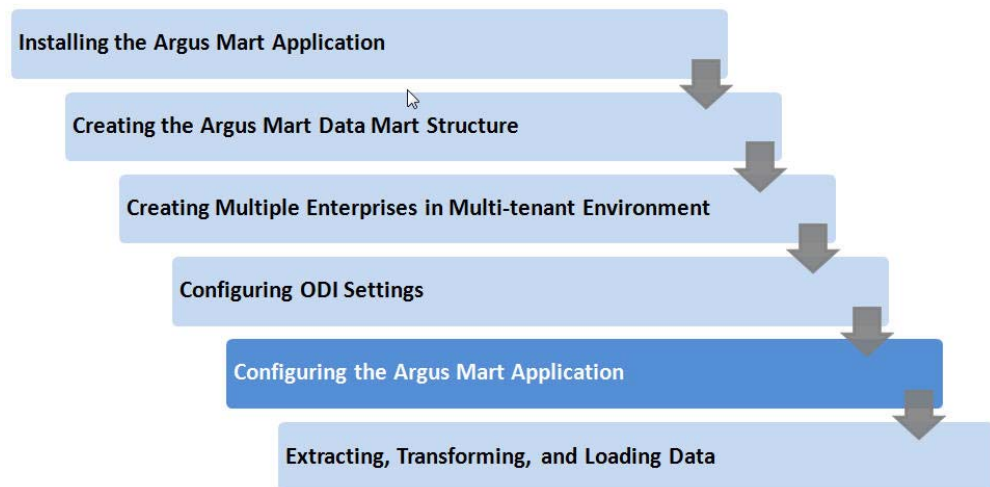 Installing the Argus Mart Application
Creating the Argus Mart Data Mart Structure
Creating Multiple Enterprises in Multi-tenant Environment
Configuring ODI Settings
Configuring the Argus Mart Application
Extracting, Transforming, and Loading Data